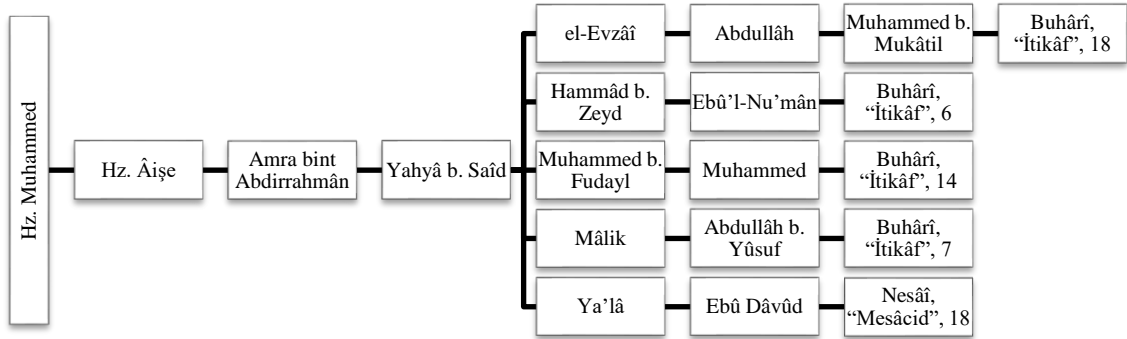 Hz. Muhammed
Hz. Âişe
Amra bint
Abdirrahmân
Yahyâ b. Saîd
el-Evzâî
Abdullâh
Muhammed b.
Mukâtil
Buhârî,
“İtikâf”, 18
Hammâd b.
Zeyd
Ebû’l-Nu’mân
Buhârî,
“İtikâf”, 6
Muhammed b.
Fudayl
Muhammed
Buhârî,
“İtikâf”, 14
Mâlik
Abdullâh b.
Yûsuf
Buhârî,
“İtikâf”, 7
Ya’lâ
Ebû Dâvûd
Nesâî,
“Mesâcid”, 18